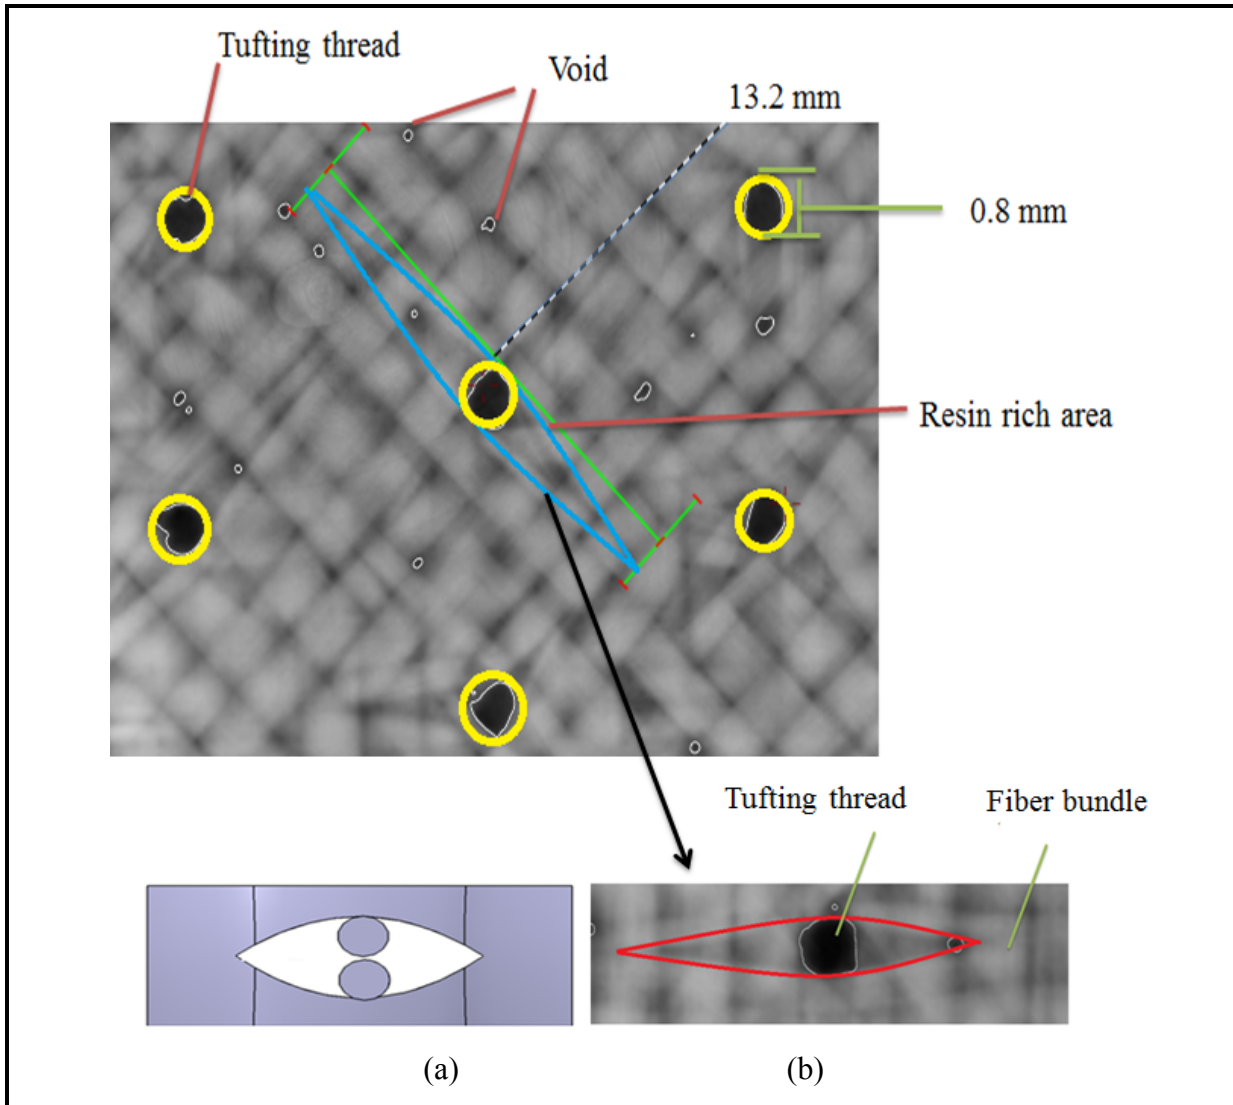 Tufting thread
Void
13.2 mm
0.8 mm
Resin rich area
Tufting thread
Fiber bundle
(a)
(b)